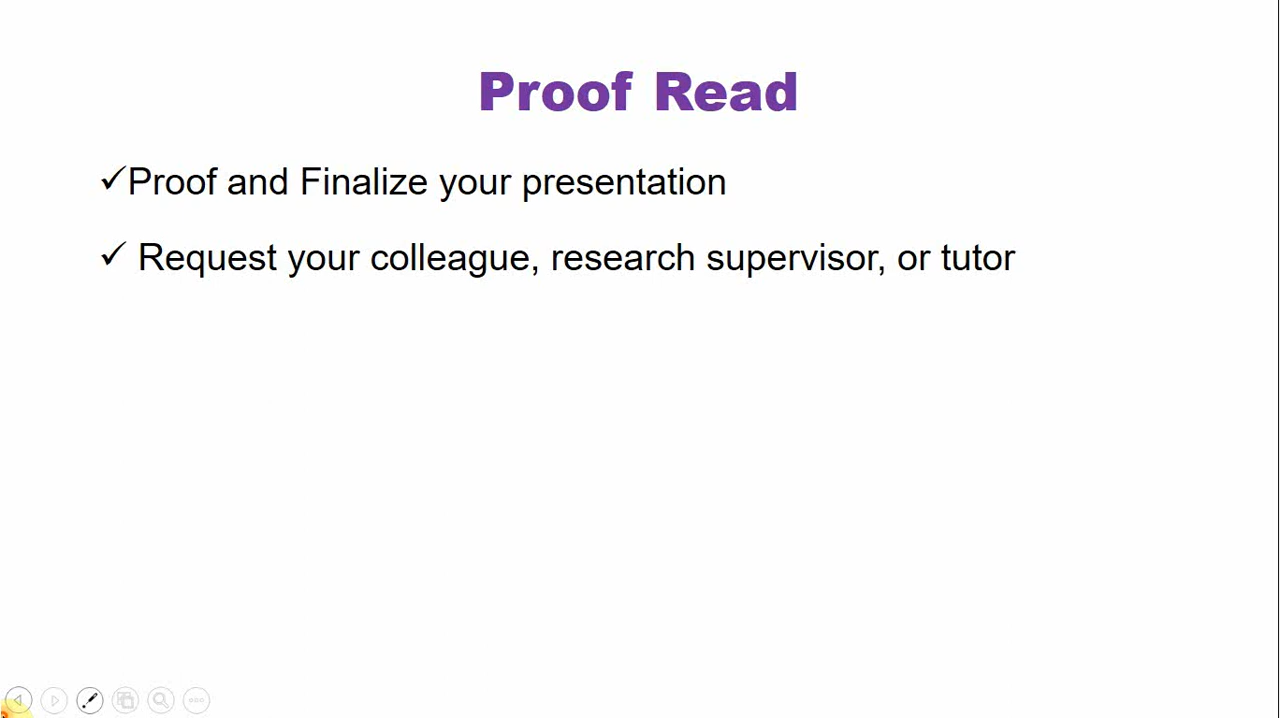 Proof Read
✓Proof and Finalize your presentation
✓ Request your colleague, research supervisor, or tutor